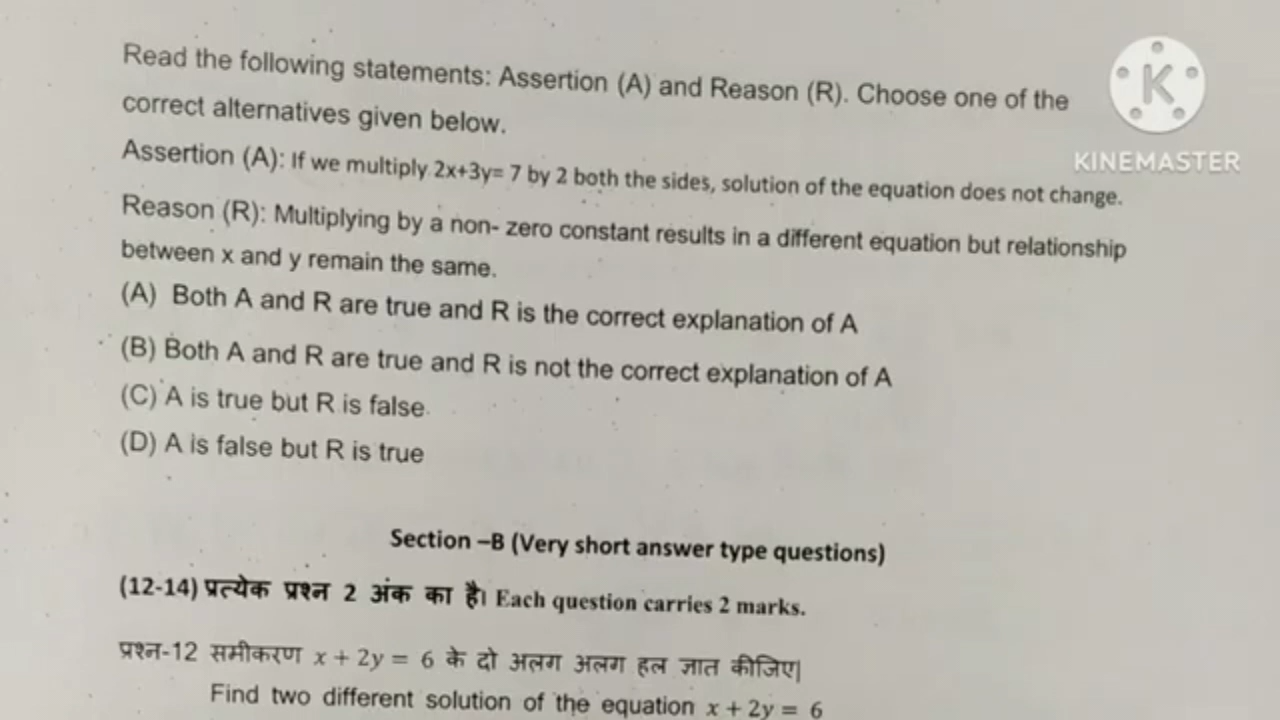 Read the following statements: Assertion (A) and Reason (R). Choose one of the
correct alternatives given below.
Assertion (A): If we multiply 2x+3y= 7 by 2 both the sides, solution of the equation does not change.
Reason (R): Multiplying by a non- zero constant results in a different equation but relationship
between x and y remain the same.
(A) Both A and R are true and R is the correct explanation of A
(B) Both A and R are true and R is not the correct explanation of A
(C) A is true but R is false
(D) A is false but R is true
Section –B (Very short answer type questions)
(12-14) प्रत्येक प्रश्न 2 अंक का है। Each question carries 2 marks.
प्रश्न-12 समीकरण x + 2y = 6 के दो अलग अलग हल ज्ञात कीजिए|
Find two different solution of the equation x + 2y = 6
K
KINEMASTER